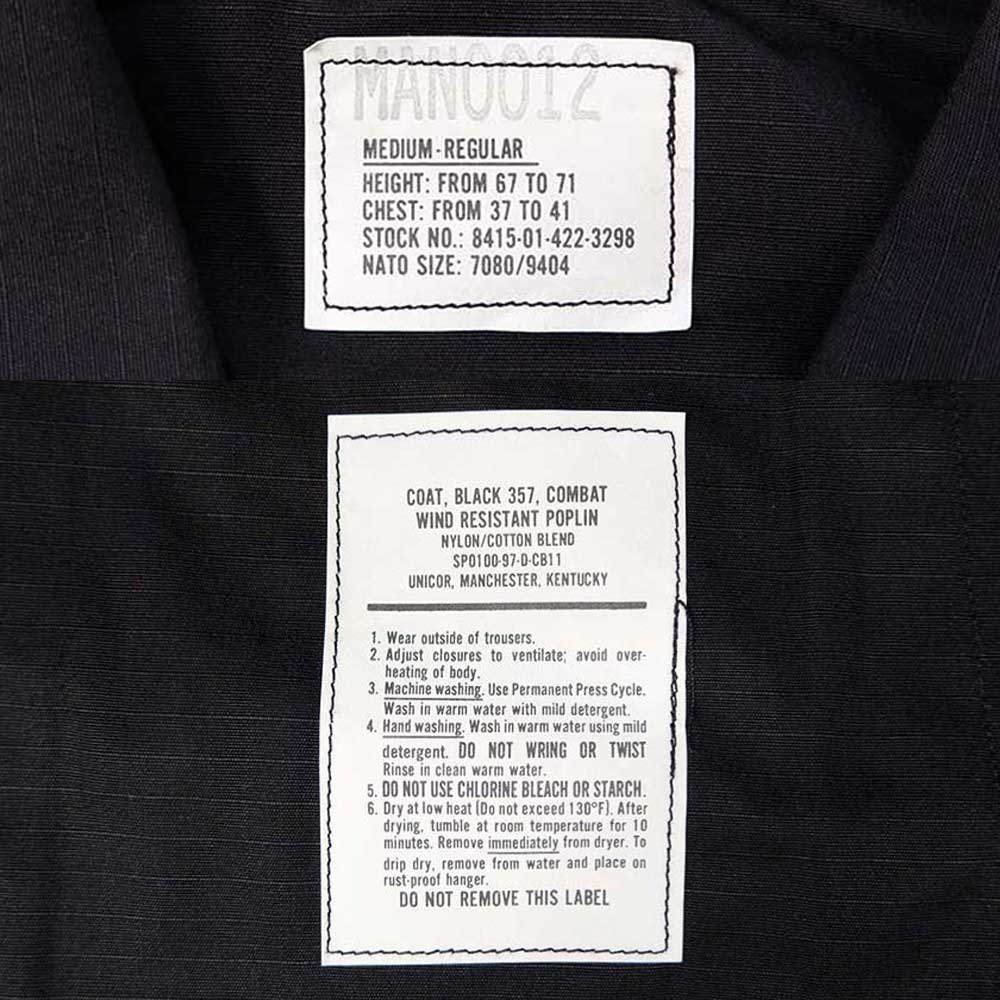 MAN0012
MEDIUM-REGULAR
HEIGHT: FROM 67 TO 71
CHEST: FROM 37 TO 41
STOCK NO.: 8415-01-422-3298
NATO SIZE: 7080/9404
COAT, BLACK 357, COMBAT
WIND RESISTANT POPLIN
NYLON/COTTON BLEND
SP0100-97-D-CB11
UNICOR, MANCHESTER, KENTUCKY
1. Wear outside of trousers.
2. Adjust closures to ventilate; avoid over-
heating of body.
3. Machine washing. Use Permanent Press Cycle.
Wash in warm water with mild detergent.
4. Hand washing. Wash in warm water using mild
detergent. DO NOT WRING OR TWIST
Rinse in clean warm water.
5. DO NOT USE CHLORINE BLEACH OR STARCH.
6. Dry at low heat (Do not exceed 130°F). After
drying, tumble at room temperature for 10
minutes. Remove immediately from dryer. To
drip dry, remove from water and place on
rust-proof hanger.
DO NOT REMOVE THIS LABEL